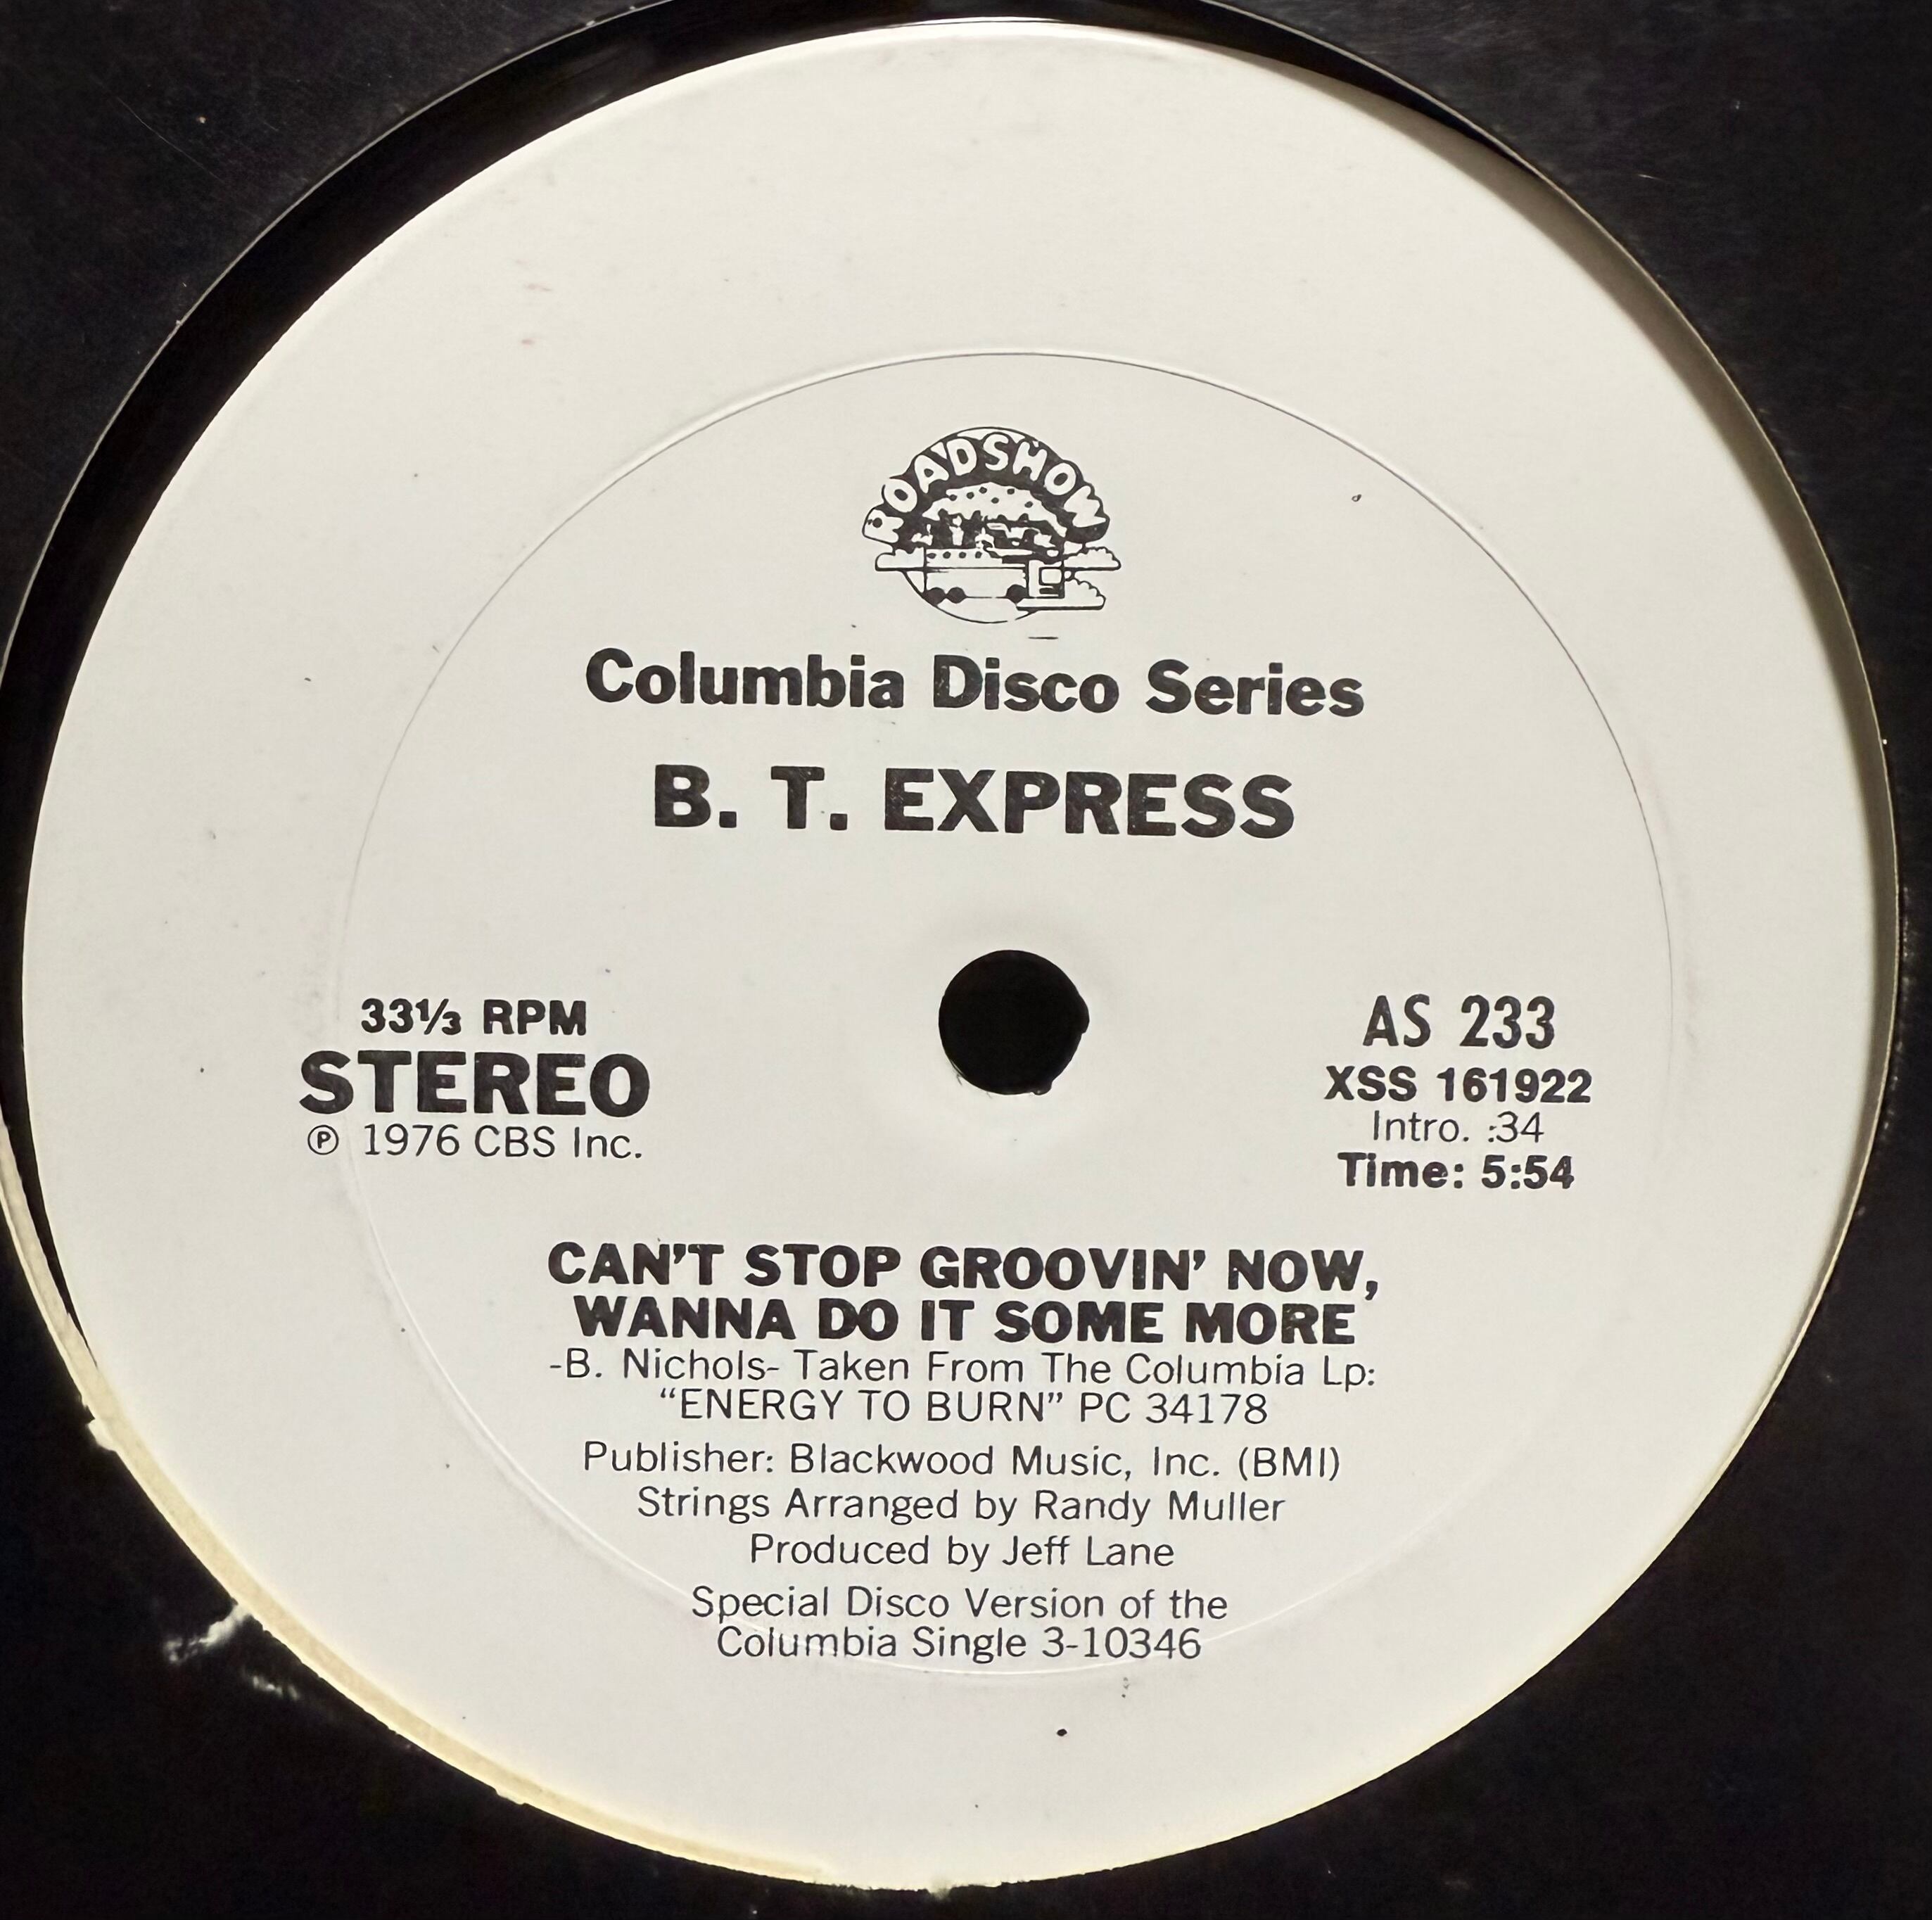 ROADSHOW
Columbia Disco Series
B. T. EXPRESS
33⅓ RPM
STEREO
Ⓟ 1976 CBS Inc.
AS 233
XSS 161922
Intro. :34
Time: 5:54
CAN'T STOP GROOVIN' NOW,
WANNA DO IT SOME MORE
-B. Nichols- Taken From The Columbia Lp:
“ENERGY TO BURN” PC 34178
Publisher: Blackwood Music, Inc. (BMI)
Strings Arranged by Randy Muller
Produced by Jeff Lane
Special Disco Version of the
Columbia Single 3-10346